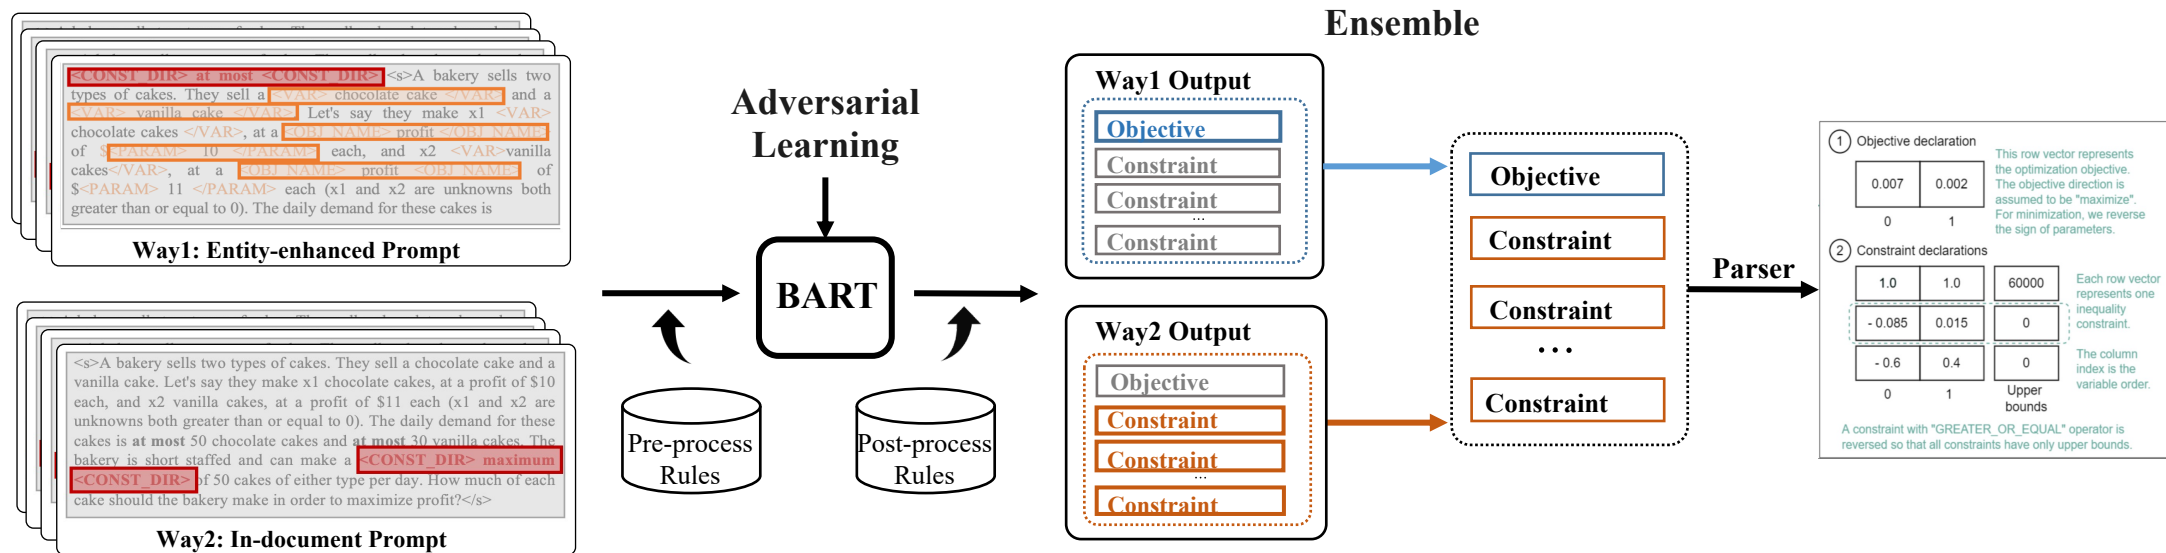 <CONST_DIR> at most <CONST_DIR> <s>A bakery sells two
types of cakes. They sell a <VAR> chocolate cake </VAR> and a
<VAR> vanilla cake </VAR>. Let's say they make x1 <VAR>
chocolate cakes </VAR>, at a <OBJ_NAME> profit </OBJ_NAME>
of $<PARAM> 10 </PARAM> each, and x2 <VAR>vanilla
cakes</VAR>, at a <OBJ_NAME> profit <OBJ_NAME> of
$<PARAM> 11 </PARAM> each (x1 and x2 are unknowns both
greater than or equal to 0). The daily demand for these cakes is
Way1: Entity-enhanced Prompt
<s>A bakery sells two types of cakes. They sell a chocolate cake and a
vanilla cake. Let's say they make x1 chocolate cakes, at a profit of $10
each, and x2 vanilla cakes, at a profit of $11 each (x1 and x2 are
unknowns both greater than or equal to 0). The daily demand for these
cakes is at most 50 chocolate cakes and at most 30 vanilla cakes. The
bakery is short staffed and can make a <CONST_DIR> maximum
<CONST_DIR> of 50 cakes of either type per day. How much of each
cake should the bakery make in order to maximize profit?</s>
Way2: In-document Prompt
Adversarial
Learning
BART
Pre-process
Rules
Post-process
Rules
Ensemble
Way1 Output
Objective
Constraint
Constraint
...
Constraint
Way2 Output
Objective
Constraint
Constraint
...
Constraint
Objective
Constraint
Constraint
...
Constraint
Parser
1 Objective declaration
0.007 0.002
0 1
This row vector represents
the optimization objective.
The objective direction is
assumed to be "maximize".
For minimization, we reverse
the sign of parameters.
2 Constraint declarations
1.0 1.0 60000
- 0.085 0.015 0
- 0.6 0.4 0
0 1 Upper
bounds
Each row vector
represents one
inequality
constraint.
The column
index is the
variable order.
A constraint with "GREATER_OR_EQUAL" operator is
reversed so that all constraints have only upper bounds.